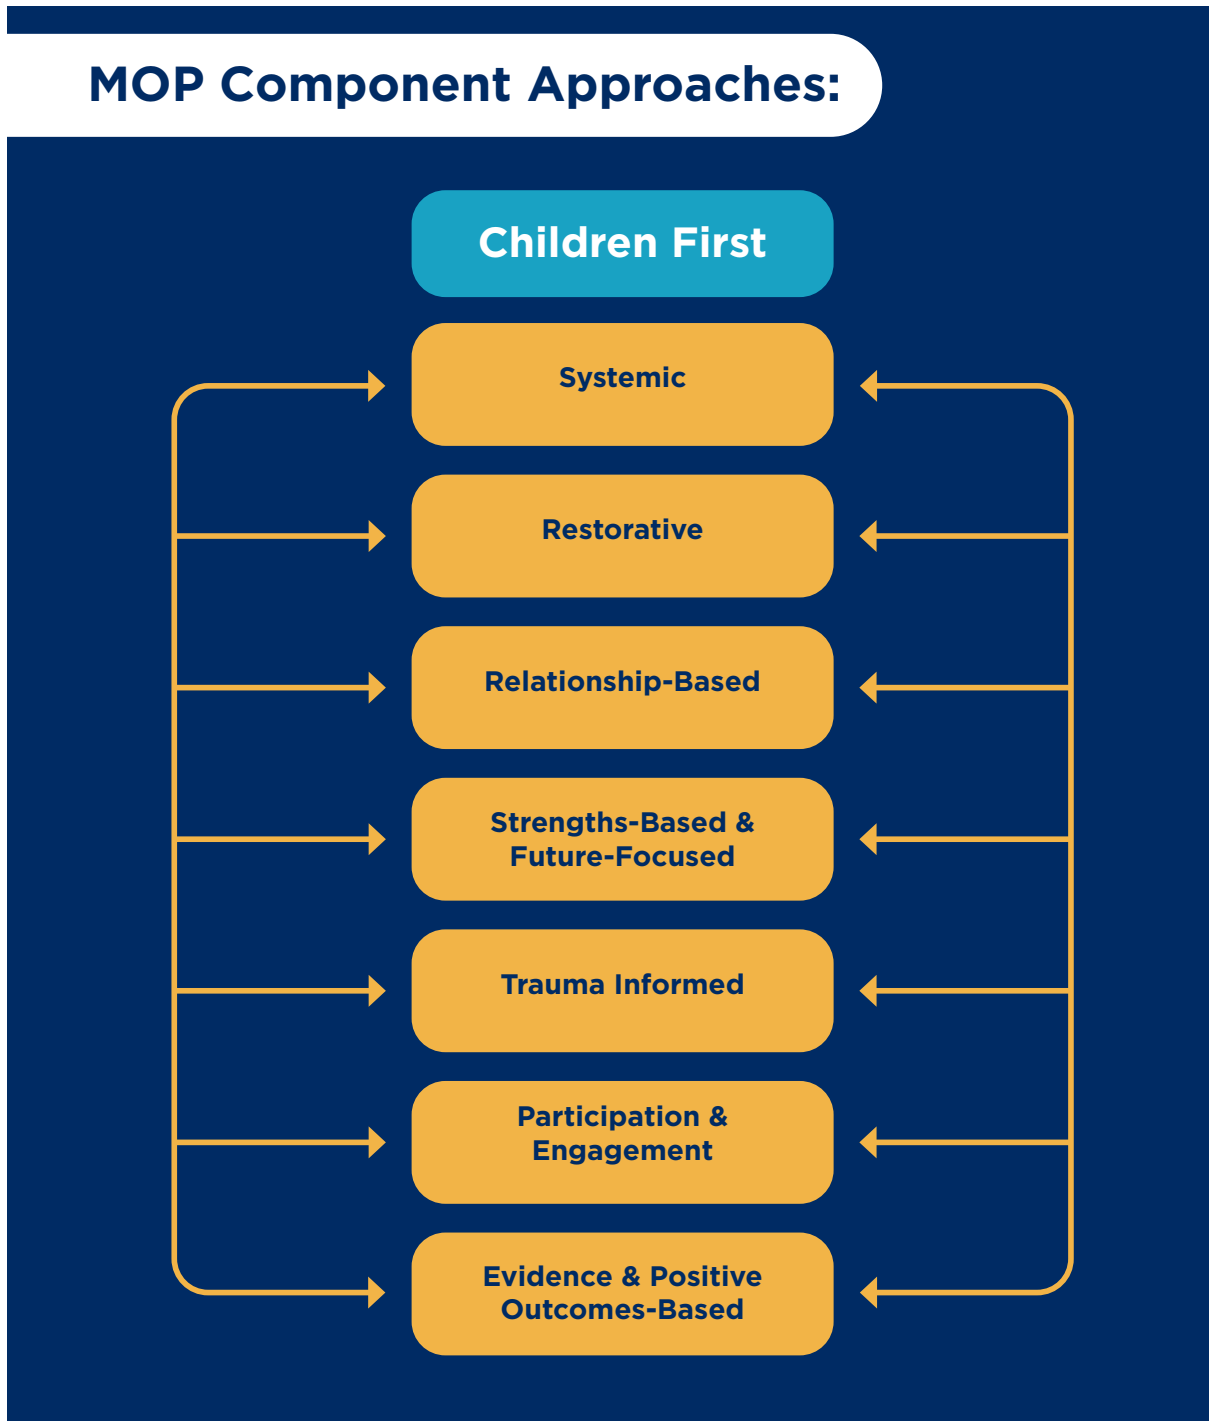 MOP Component Approaches:
Children First
Systemic
Restorative
Relationship-Based
Strengths-Based &
Future-Focused
Trauma Informed
Participation &
Engagement
Evidence & Positive
Outcomes-Based